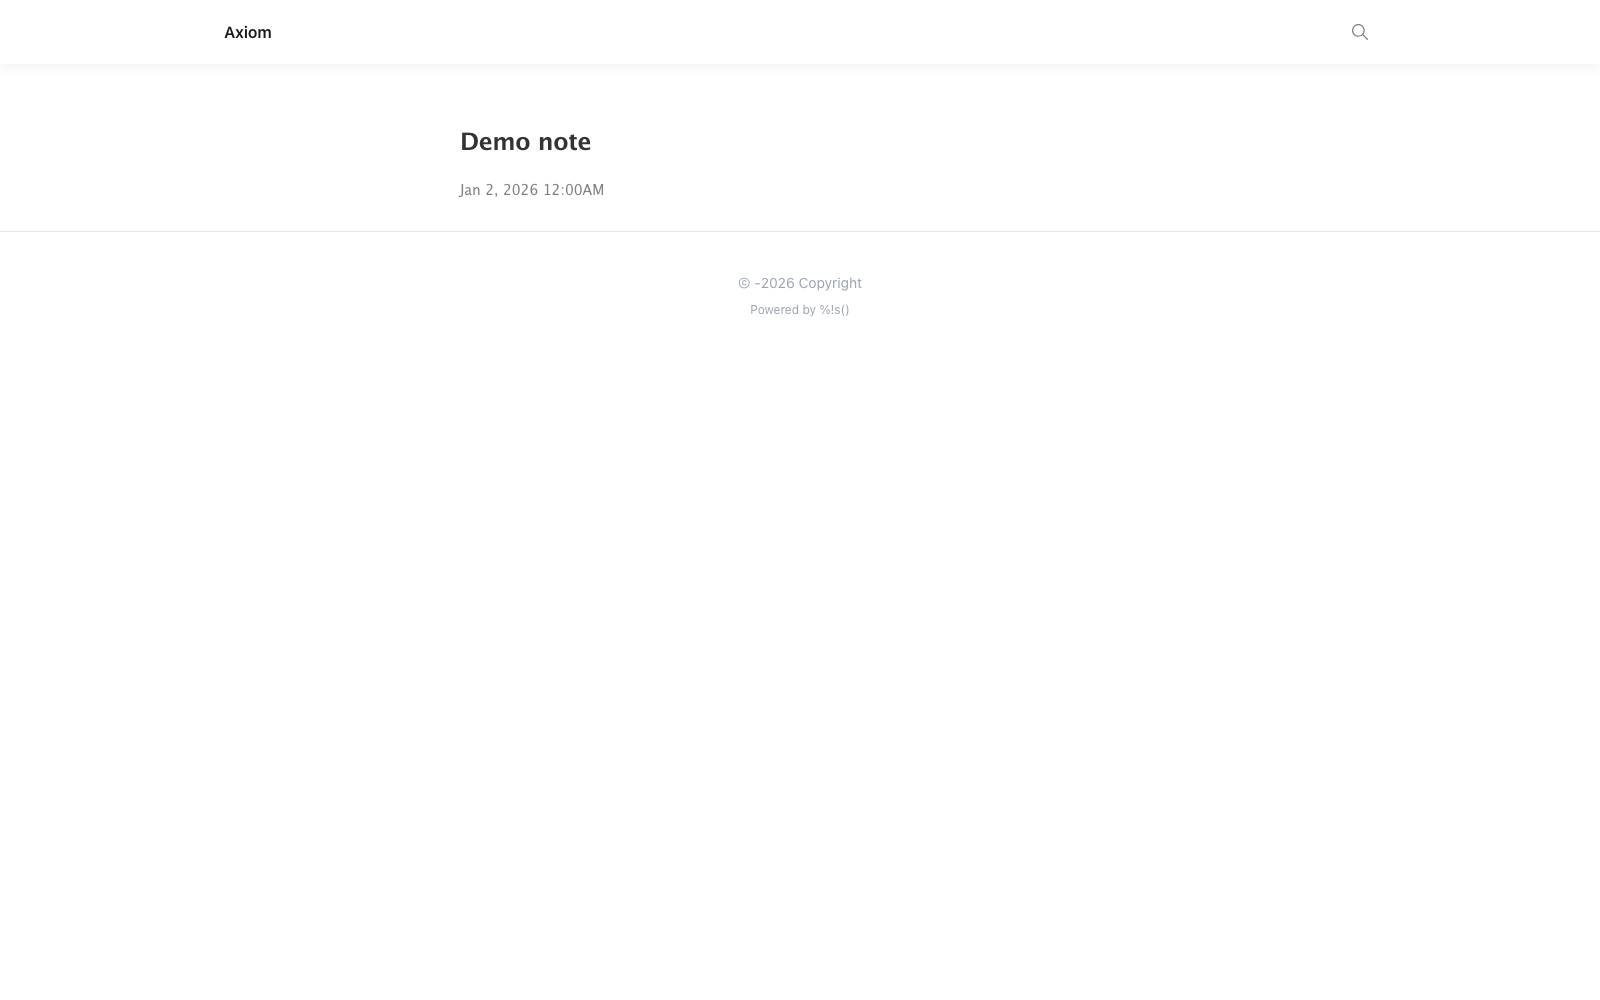 Axiom
Demo note
Jan 2, 2026 12:00AM
© -2026 Copyright
Powered by %!s()